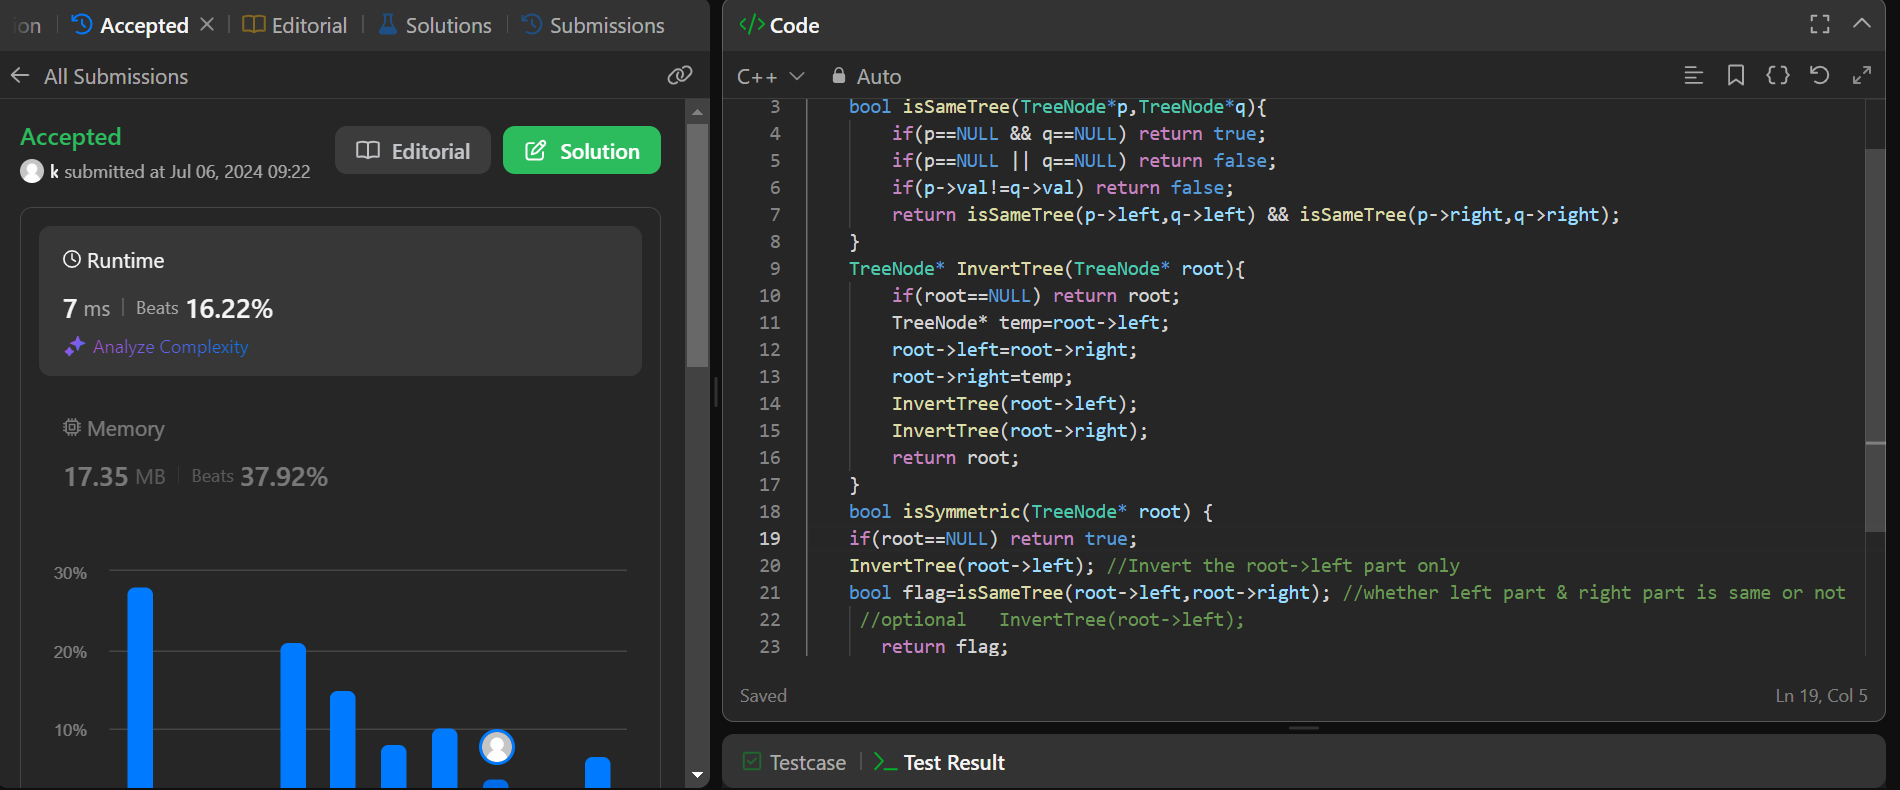 ion Accepted Editorial Solutions Submissions
All Submissions
Accepted
k submitted at Jul 06, 2024 09:22
Editorial
Solution
Runtime
7 ms Beats 16.22%
Analyze Complexity
Memory
17.35 MB Beats 37.92%
30%
20%
10%
</> Code
C++ Auto
3 bool isSameTree(TreeNode*p,TreeNode*q){
4 if(p==NULL && q==NULL) return true;
5 if(p==NULL || q==NULL) return false;
6 if(p->val!=q->val) return false;
7 return isSameTree(p->left,q->left) && isSameTree(p->right,q->right);
8 }
9 TreeNode* InvertTree(TreeNode* root){
10 if(root==NULL) return root;
11 TreeNode* temp=root->left;
12 root->left=root->right;
13 root->right=temp;
14 InvertTree(root->left);
15 InvertTree(root->right);
16 return root;
17 }
18 bool isSymmetric(TreeNode* root) {
19 if(root==NULL) return true;
20 InvertTree(root->left); //Invert the root->left part only
21 bool flag=isSameTree(root->left,root->right); //whether left part & right part is same or not
22 //optional InvertTree(root->left);
23 return flag;
Saved
Ln 19, Col 5
Testcase
Test Result